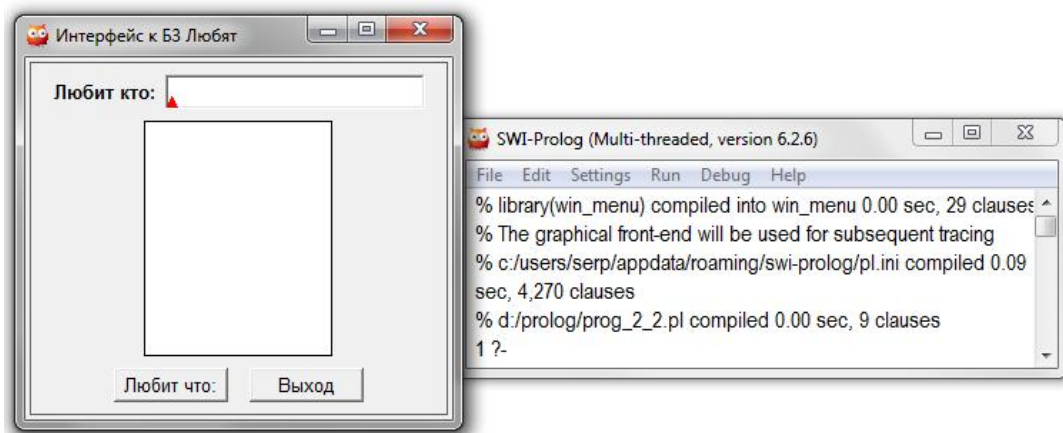 Интерфейс к БЗ Любят
Любит кто:
Любит что:
Выход
SWI-Prolog (Multi-threaded, version 6.2.6)
File Edit Settings Run Debug Help
% library(win_menu) compiled into win_menu 0.00 sec, 29 clauses
% The graphical front-end will be used for subsequent tracing
% c:/users/serp/appdata/roaming/swi-prolog/pl.ini compiled 0.09
sec, 4,270 clauses
% d:/prolog/prog_2_2.pl compiled 0.00 sec, 9 clauses
1 ?-